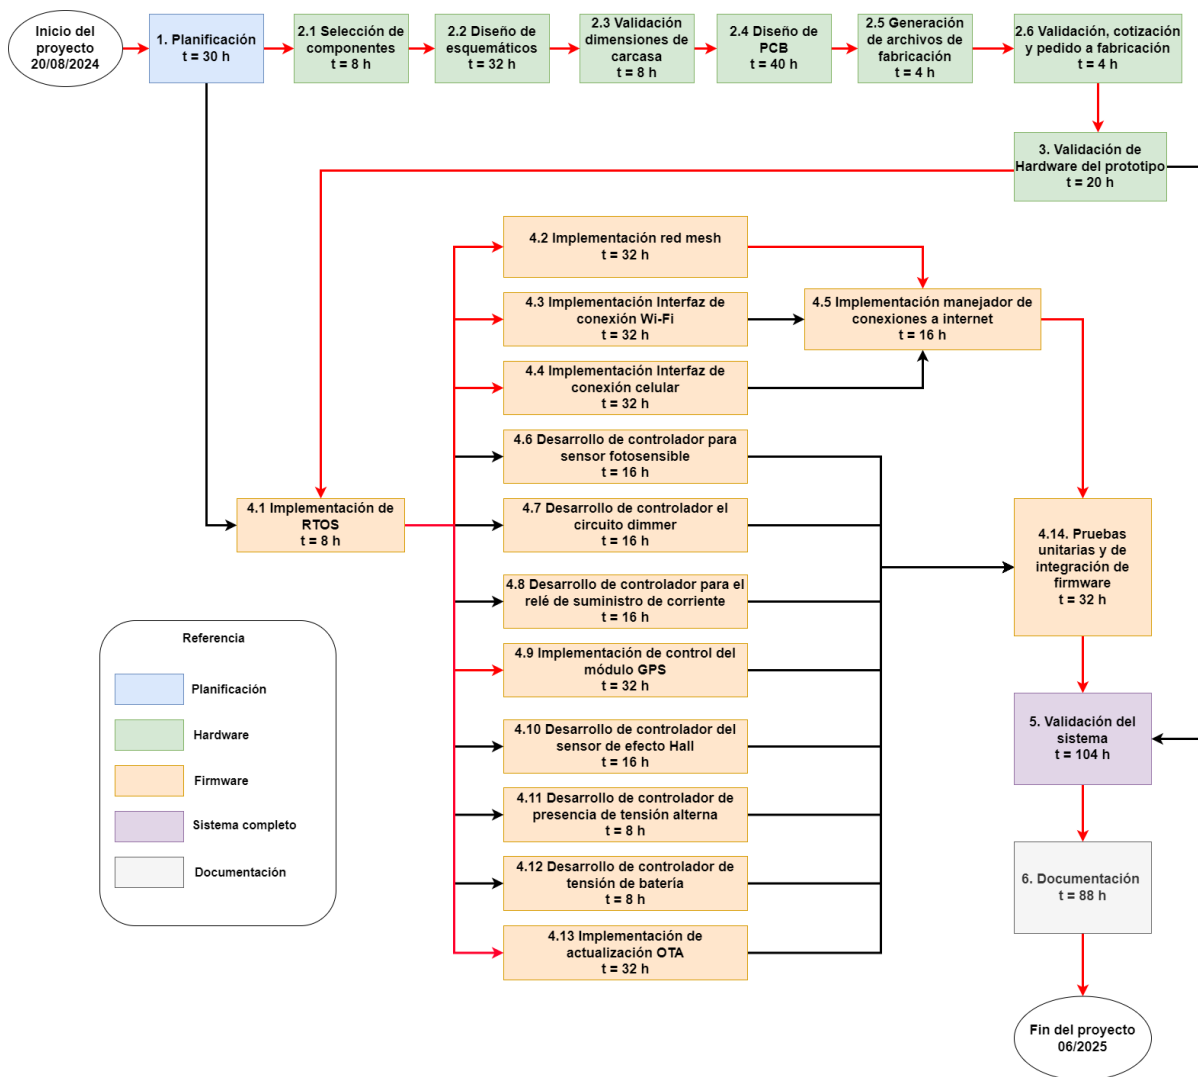 Inicio del
proyecto
20/08/2024
1. Planificación
t = 30 h
2.1 Selección de
componentes
t = 8 h
2.2 Diseño de
esquemáticos
t = 32 h
2.3 Validación
dimensiones de
carcasa
t = 8 h
2.4 Diseño de
PCB
t = 40 h
2.5 Generación
de archivos de
fabricación
t = 4 h
2.6 Validación, cotización
y pedido a fabricación
t = 4 h
3. Validación de
Hardware del prototipo
t = 20 h
4.2 Implementación red mesh
t = 32 h
4.3 Implementación Interfaz de
conexión Wi-Fi
t = 32 h
4.5 Implementación manejador de
conexiones a internet
t = 16 h
4.4 Implementación Interfaz de
conexión celular
t = 32 h
4.6 Desarrollo de controlador para
sensor fotosensible
t = 16 h
4.1 Implementación de
RTOS
t = 8 h
4.7 Desarrollo de controlador el
circuito dimmer
t = 16 h
4.14. Pruebas
unitarias y de
integración de
firmware
t = 32 h
4.8 Desarrollo de controlador para el
relé de suministro de corriente
t = 16 h
4.9 Implementación de control del
módulo GPS
t = 32 h
4.10 Desarrollo de controlador del
sensor de efecto Hall
t = 16 h
5. Validación del
sistema
t = 104 h
4.11 Desarrollo de controlador de
presencia de tensión alterna
t = 8 h
4.12 Desarrollo de controlador de
tensión de batería
t = 8 h
6. Documentación
t = 88 h
4.13 Implementación de
actualización OTA
t = 32 h
Fin del proyecto
06/2025
Referencia
Planificación
Hardware
Firmware
Sistema completo
Documentación